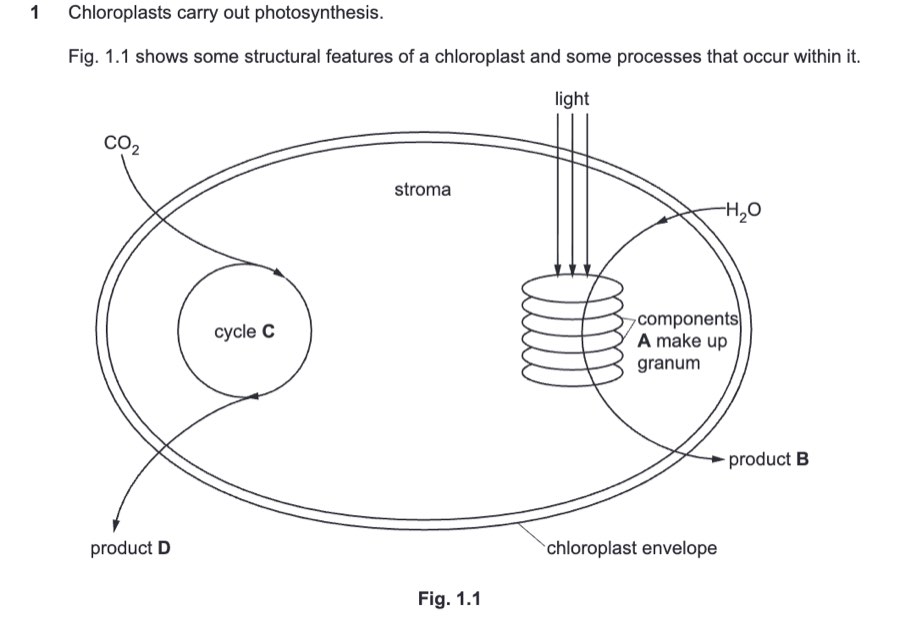 1 Chloroplasts carry out photosynthesis.
Fig. 1.1 shows some structural features of a chloroplast and some processes that occur within it.
light
CO₂
stroma
H₂O
cycle C
components
A make up
granum
product B
product D
chloroplast envelope
Fig. 1.1